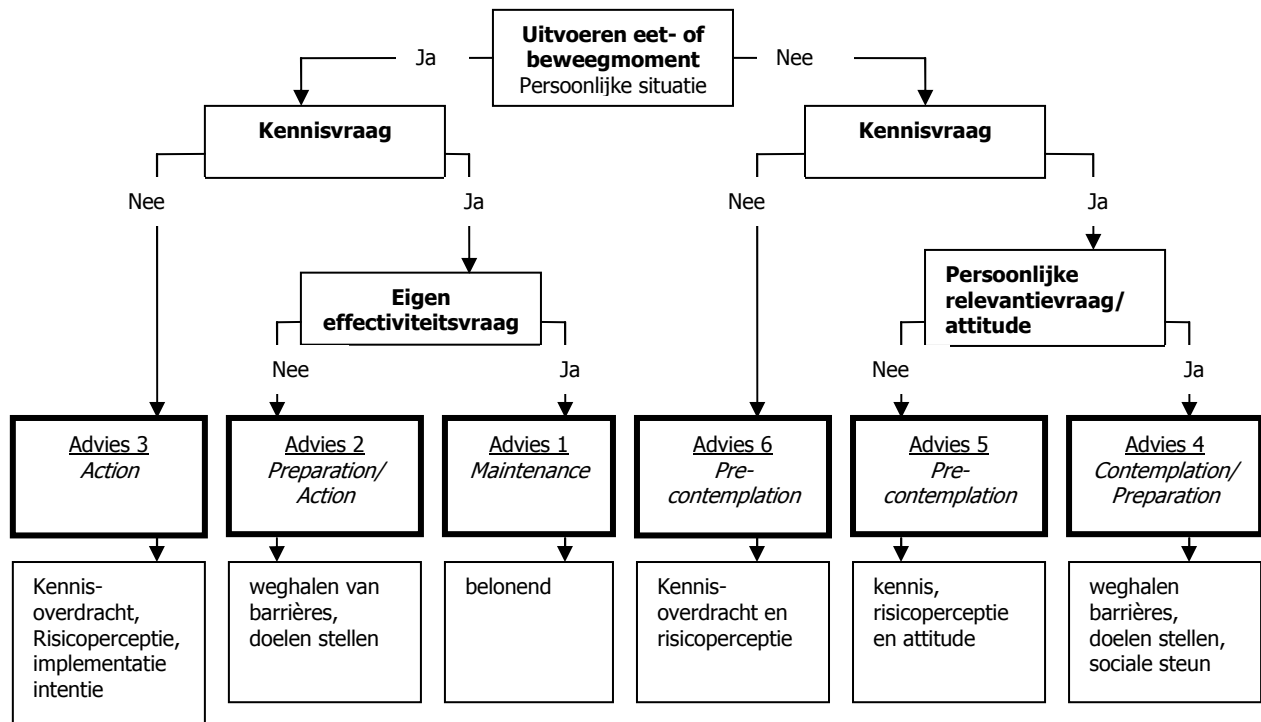 Uitvoeren eet- of
beweegmoment
Persoonlijke situatie
Ja
Nee
Kennisvraag
Kennisvraag
Nee
Ja
Nee
Ja
Eigen
effectiviteitsvraag
Persoonlijke
relevantievraag/
attitude
Nee
Ja
Nee
Ja
Advies 3
Action
Advies 2
Preparation/
Action
Advies 1
Maintenance
Advies 6
Pre-
contemplation
Advies 5
Pre-
contemplation
Advies 4
Contemplation/
Preparation
Kennis-
overdracht,
Risicoperceptie,
implementatie
intentie
weghalen van
barrières,
doelen stellen
belonend
Kennis-
overdracht en
risicoperceptie
kennis,
risicoperceptie
en attitude
weghalen
barrières,
doelen stellen,
sociale steun